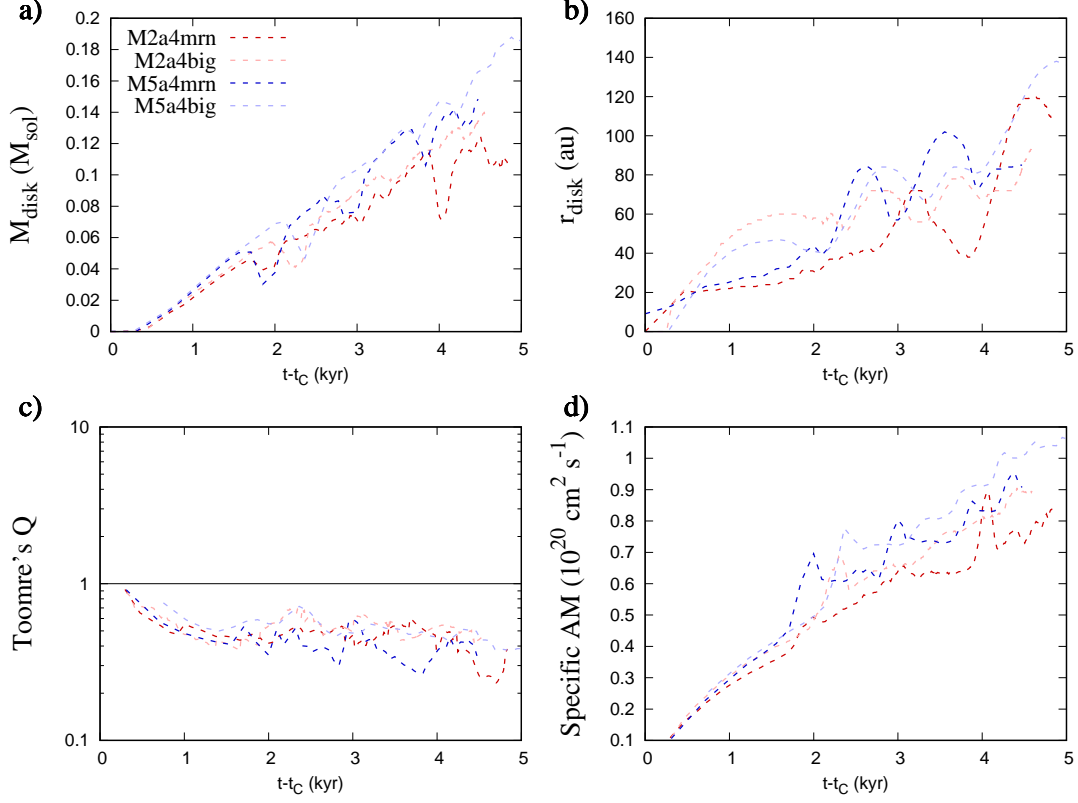 a)
M_disk (M_sol)
0.2
0.18
0.16
0.14
0.12
0.1
0.08
0.06
0.04
0.02
0
M2a4mrn
M2a4big
M5a4mrn
M5a4big
0 1 2 3 4 5
t-t_C (kyr)
b)
r_disk (au)
160
140
120
100
80
60
40
20
0
0 1 2 3 4 5
t-t_C (kyr)
c)
Toomre's Q
10
1
0.1
0 1 2 3 4 5
t-t_C (kyr)
d)
Specific AM (10^20 cm^2 s^-1)
1.1
1
0.9
0.8
0.7
0.6
0.5
0.4
0.3
0.2
0.1
0 1 2 3 4 5
t-t_C (kyr)